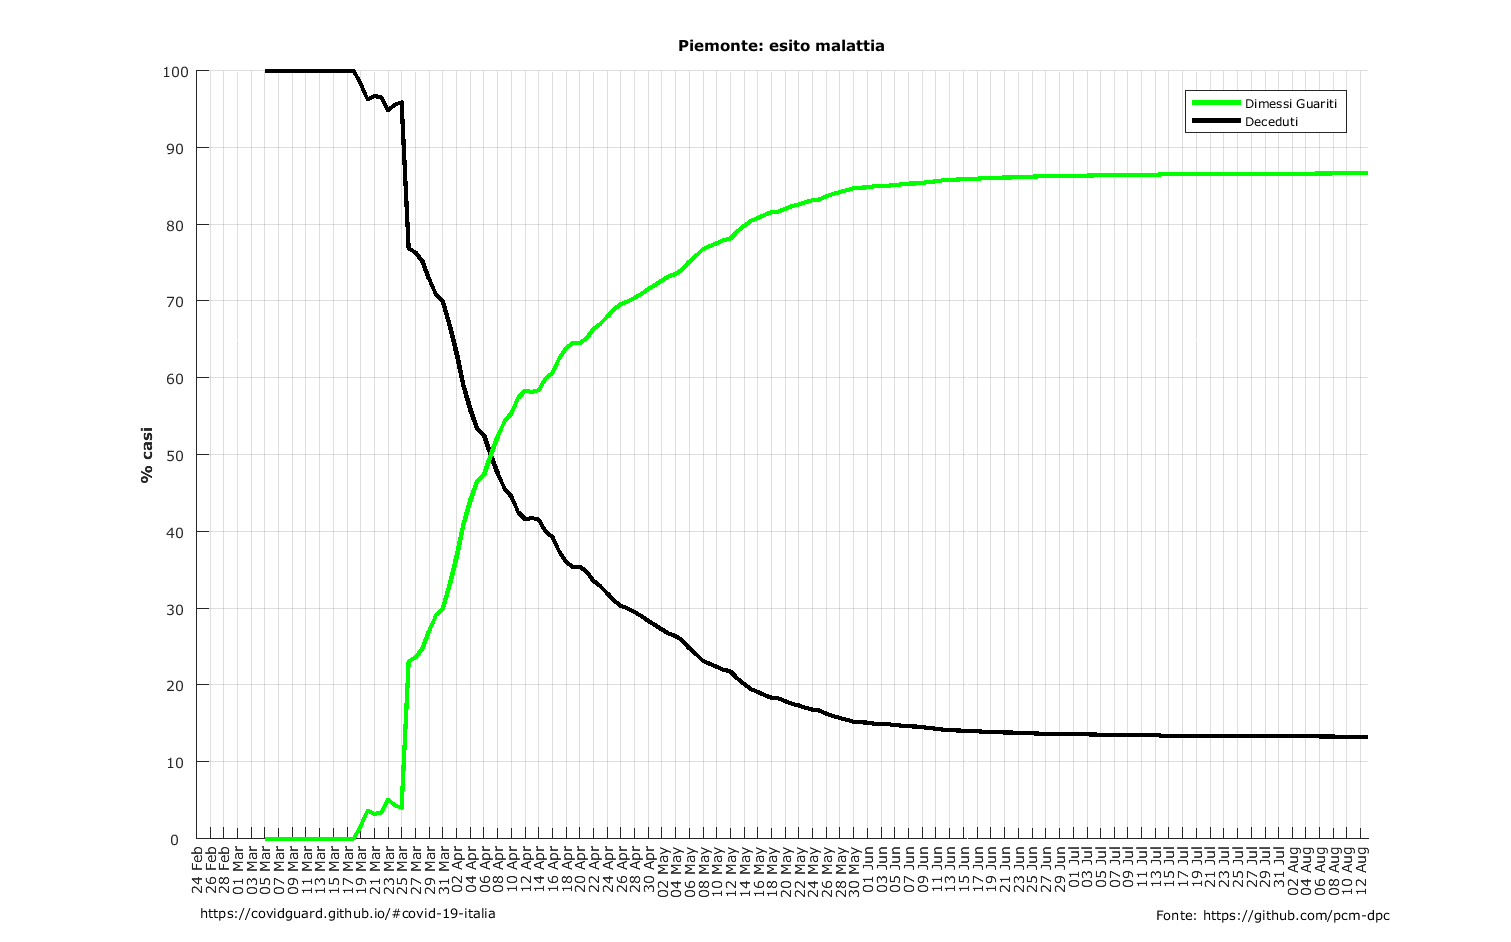 Piemonte: esito malattia
100
90
80
70
60
50
40
30
20
10
0
% casi
Dimessi Guariti
Deceduti
24 Feb
26 Feb
28 Feb
01 Mar
03 Mar
05 Mar
07 Mar
09 Mar
11 Mar
13 Mar
15 Mar
17 Mar
19 Mar
21 Mar
23 Mar
25 Mar
27 Mar
29 Mar
31 Mar
02 Apr
04 Apr
06 Apr
08 Apr
10 Apr
12 Apr
14 Apr
16 Apr
18 Apr
20 Apr
22 Apr
24 Apr
26 Apr
28 Apr
30 Apr
02 May
04 May
06 May
08 May
10 May
12 May
14 May
16 May
18 May
20 May
22 May
24 May
26 May
28 May
30 May
01 Jun
03 Jun
05 Jun
07 Jun
09 Jun
11 Jun
13 Jun
15 Jun
17 Jun
19 Jun
21 Jun
23 Jun
25 Jun
27 Jun
29 Jun
01 Jul
03 Jul
05 Jul
07 Jul
09 Jul
11 Jul
13 Jul
15 Jul
17 Jul
19 Jul
21 Jul
23 Jul
25 Jul
27 Jul
29 Jul
31 Jul
02 Aug
04 Aug
06 Aug
08 Aug
10 Aug
12 Aug
https://covidguard.github.io/#covid-19-italia
Fonte: https://github.com/pcm-dpc